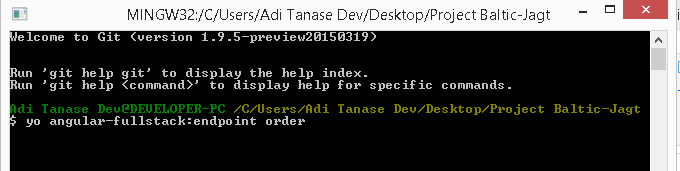 MINGW32:/C/Users/Adi Tanase Dev/Desktop/Project Baltic-Jagt
Welcome to Git (version 1.9.5-preview20150319)
Run 'git help git' to display the help index.
Run 'git help <command>' to display help for specific commands.
Adi Tanase Dev@DEVELOPER-PC /C/Users/Adi Tanase Dev/Desktop/Project Baltic-Jagt
$ yo angular-fullstack:endpoint order